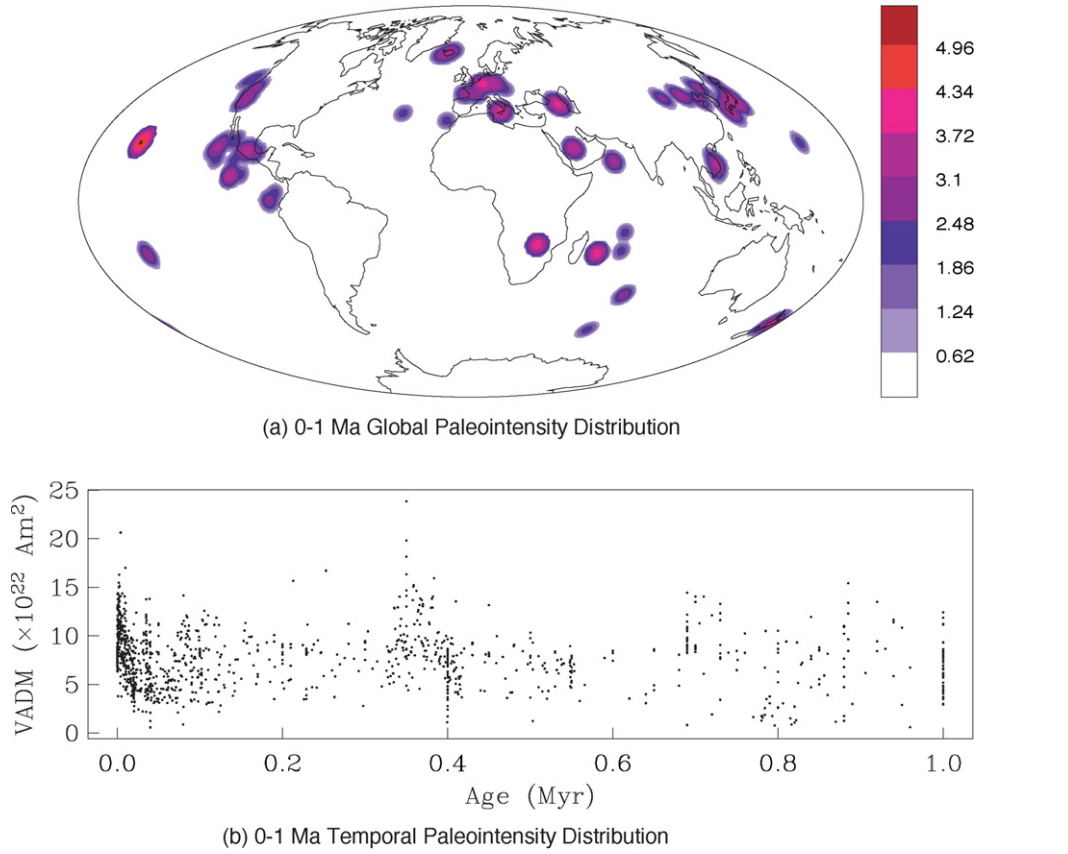 4.96
4.34
3.72
3.1
2.48
1.86
1.24
0.62
(a) 0-1 Ma Global Paleointensity Distribution
VADM (×10²² Am²)
25
20
15
10
5
0
0.0 0.2 0.4 0.6 0.8 1.0
Age (Myr)
(b) 0-1 Ma Temporal Paleointensity Distribution